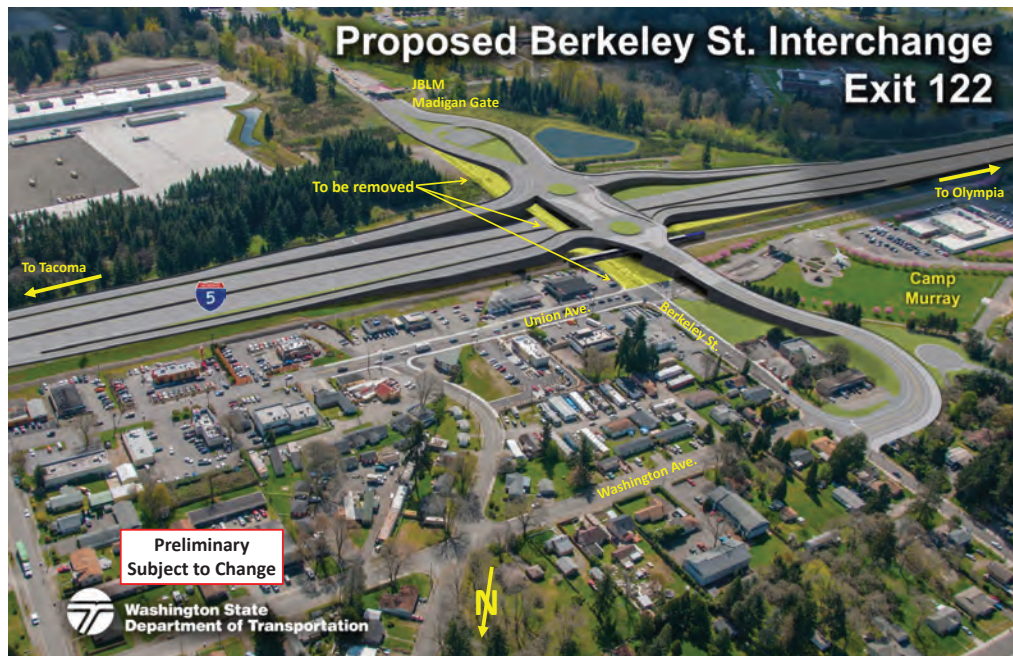 Proposed Berkeley St. Interchange
Exit 122
JBLM
Madigan Gate
To be removed
To Olympia
To Tacoma
5
Camp
Murray
Union Ave.
Berkeley St.
Washington Ave.
Preliminary
Subject to Change
N
Washington State
Department of Transportation